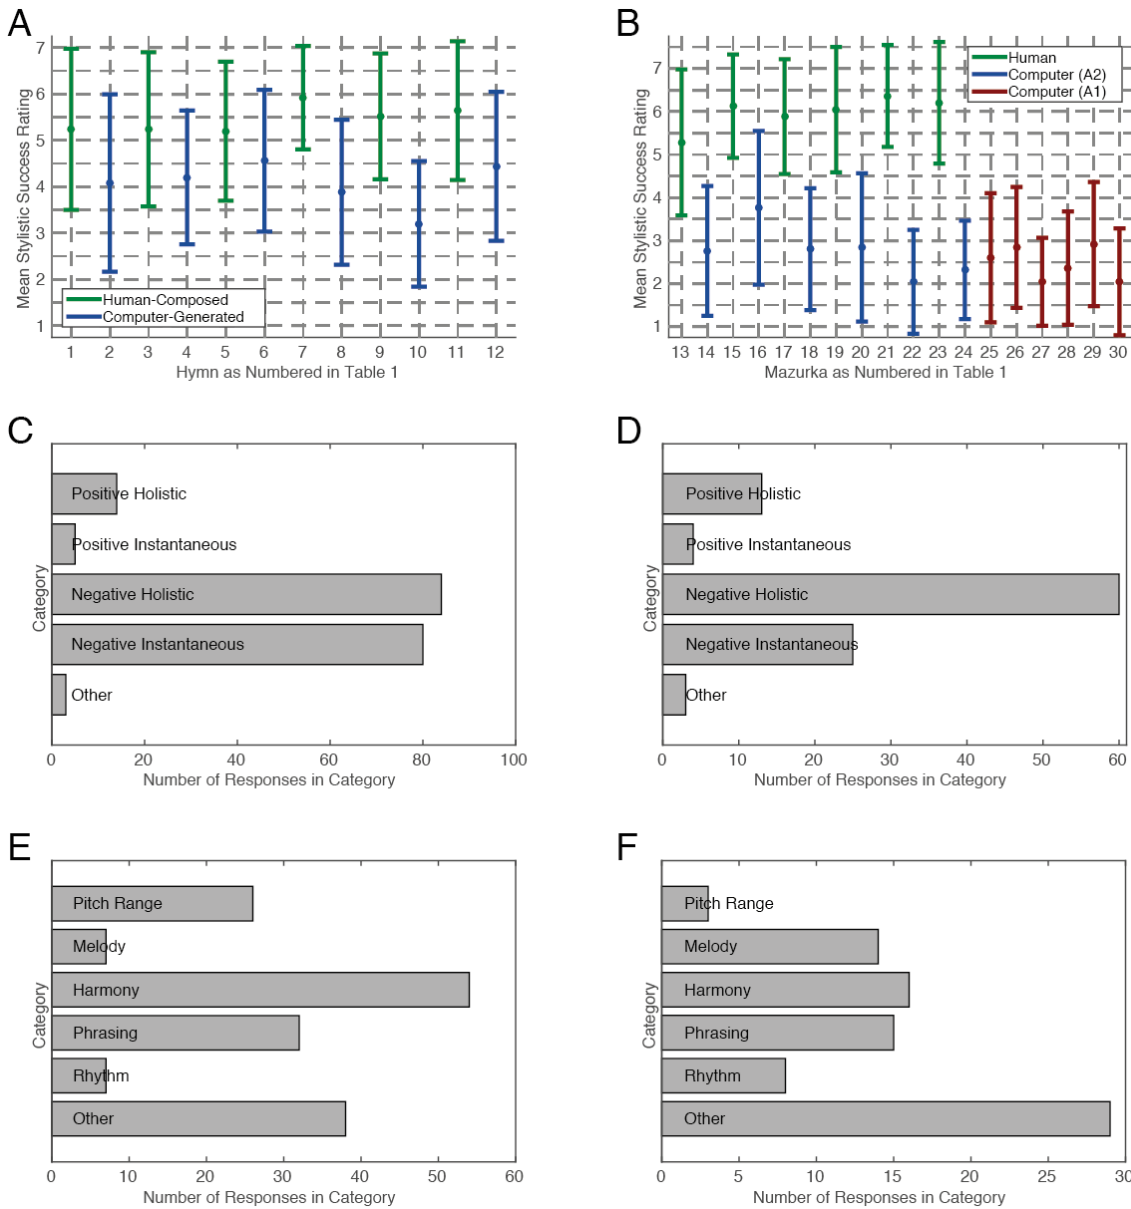 A
Mean Stylistic Success Rating
7
6
5
4
3
2
1
Human-Composed
Computer-Generated
1 2 3 4 5 6 7 8 9 10 11 12
Hymn as Numbered in Table 1
B
Mean Stylistic Success Rating
7
6
5
4
3
2
1
Human
Computer (A2)
Computer (A1)
13 14 15 16 17 18 19 20 21 22 23 24 25 26 27 28 29 30
Mazurka as Numbered in Table 1
C
Category
Positive Holistic
Positive Instantaneous
Negative Holistic
Negative Instantaneous
Other
0 20 40 60 80 100
Number of Responses in Category
D
Category
Positive Holistic
Positive Instantaneous
Negative Holistic
Negative Instantaneous
Other
0 10 20 30 40 50 60
Number of Responses in Category
E
Category
Pitch Range
Melody
Harmony
Phrasing
Rhythm
Other
0 10 20 30 40 50 60
Number of Responses in Category
F
Category
Pitch Range
Melody
Harmony
Phrasing
Rhythm
Other
0 5 10 15 20 25 30
Number of Responses in Category